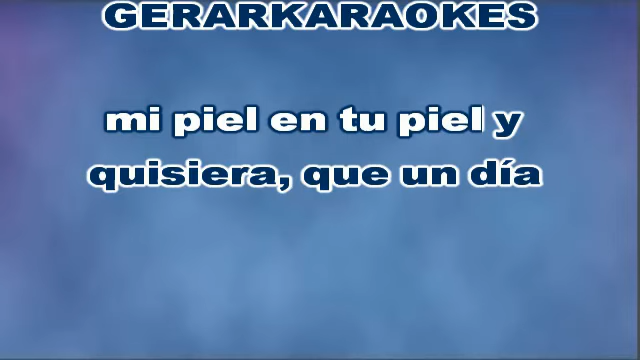 GERARKARAOKES
mi piel en tu piel y
quisiera, que un día